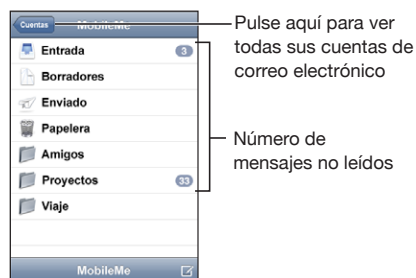 Cuentas
MobileMe
Entrada 3
Borradores
Enviado
Papelera
Amigos
Proyectos 33
Viaje
MobileMe
Pulse aquí para ver
todas sus cuentas de
correo electrónico
Número de
mensajes no leídos